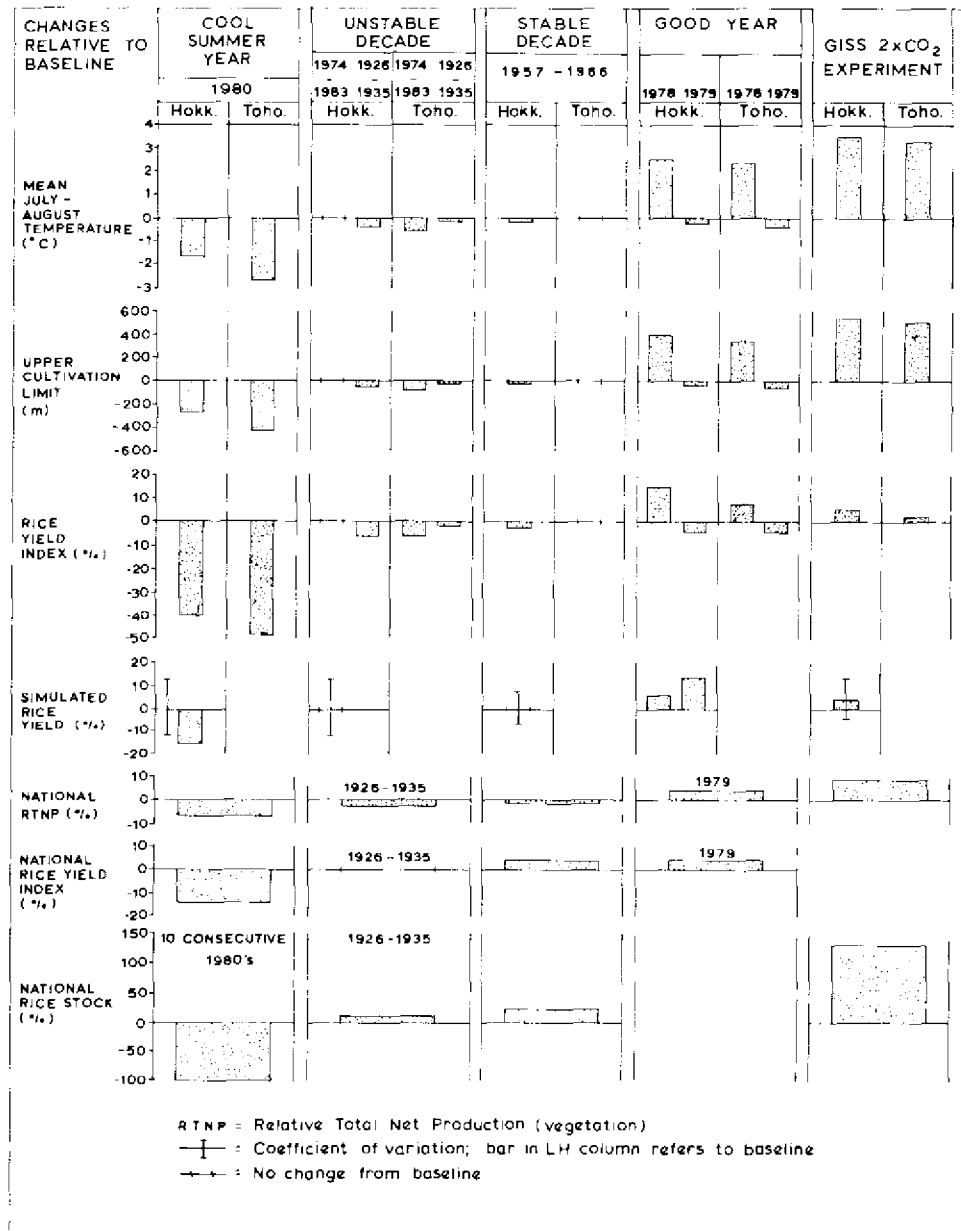 CHANGES RELATIVE TO BASELINE
COOL SUMMER YEAR
1980
Hokk. Toho.
UNSTABLE DECADE
1974 1926 1974 1926
-1983 1935 1983 1935
Hokk. Toho.
STABLE DECADE
1957 - 1966
Hokk. Toho.
GOOD YEAR
1978 1979 1978 1979
Hokk. Toho.
GISS 2xCO₂ EXPERIMENT
Hokk. Toho.
MEAN JULY - AUGUST TEMPERATURE (°C)
4
3
2
1
0
-1
-2
-3
UPPER CULTIVATION LIMIT (m)
600
400
200
0
-200
-400
-600
RICE YIELD INDEX (%)
20
10
0
-10
-20
-30
-40
-50
SIMULATED RICE YIELD (%)
20
10
0
-10
-20
NATIONAL RTNP (%)
10
0
-10
1926-1935
1979
NATIONAL RICE YIELD INDEX (%)
10
0
-10
-20
1926-1935
1979
NATIONAL RICE STOCK (%)
150
100
50
0
-50
-100
10 CONSECUTIVE 1980's
1926-1935
RTNP = Relative Total Net Production (vegetation)
= Coefficient of variation; bar in LH column refers to baseline
= No change from baseline